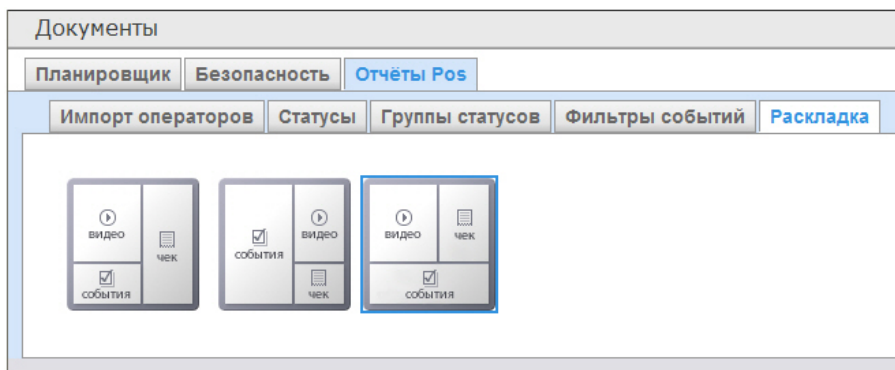 Документы
Планировщик Безопасность Отчёты Pos
Импорт операторов Статусы Группы статусов Фильтры событий Раскладка
видео чек события
события видео чек
видео чек события